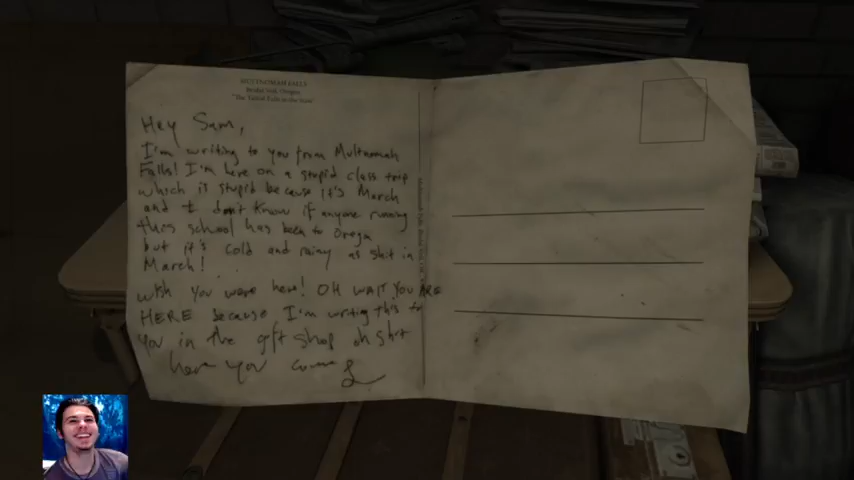 MULTNOMAH FALLS
Bridal Veil, Oregon
"The Tallest Falls in the State"
Hey Sam,
I'm writing to you from Multnomah
Falls! I'm here on a stupid class trip
which is stupid because it's March
and I don't know if anyone running
this school has been to Oregon
but it's cold and rainy as shit in
March!
wish you were here! OH WAIT YOU ARE
HERE because I'm writing this to
you in the gift shop oh shit
here you come
L